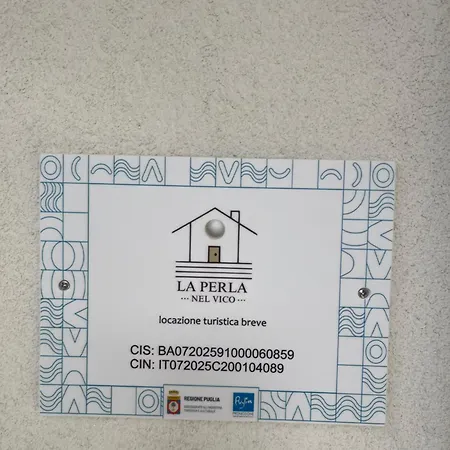 LA PERLA
··· NEL VICO ···
locazione turistica breve
CIS: BA07202591000060859
CIN: IT072025C200104089
REGIONE PUGLIA